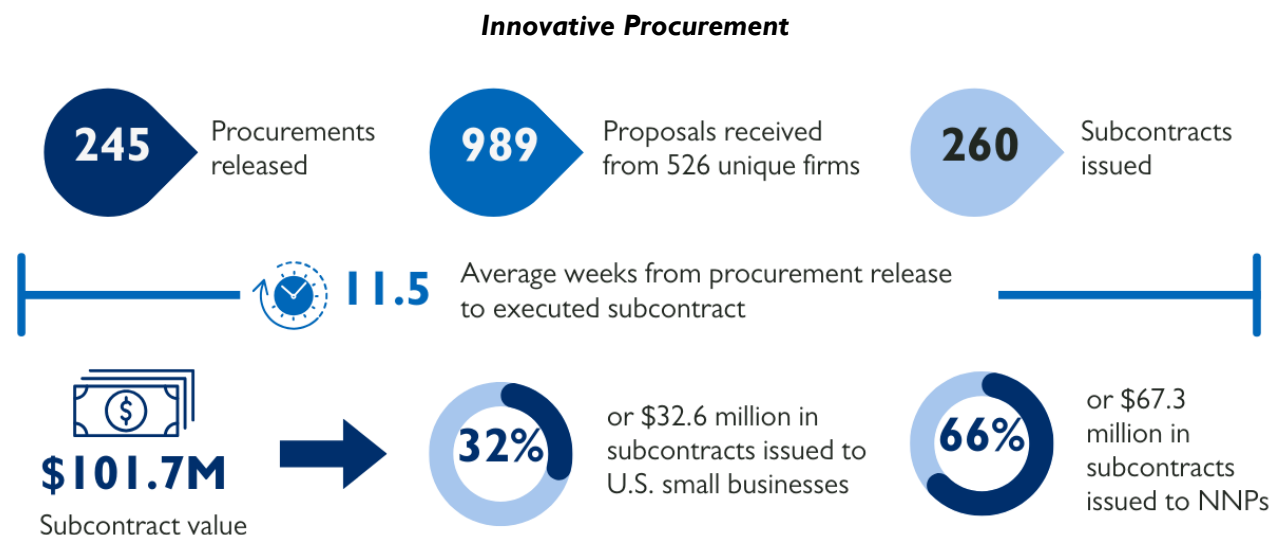 Innovative Procurement
245
Procurements
released
989
Proposals received
from 526 unique firms
260
Subcontracts
issued
11.5
Average weeks from procurement release
to executed subcontract
$
$101.7M
Subcontract value
32%
or $32.6 million in
subcontracts issued to
U.S. small businesses
66%
or $67.3
million in
subcontracts
issued to NNPs